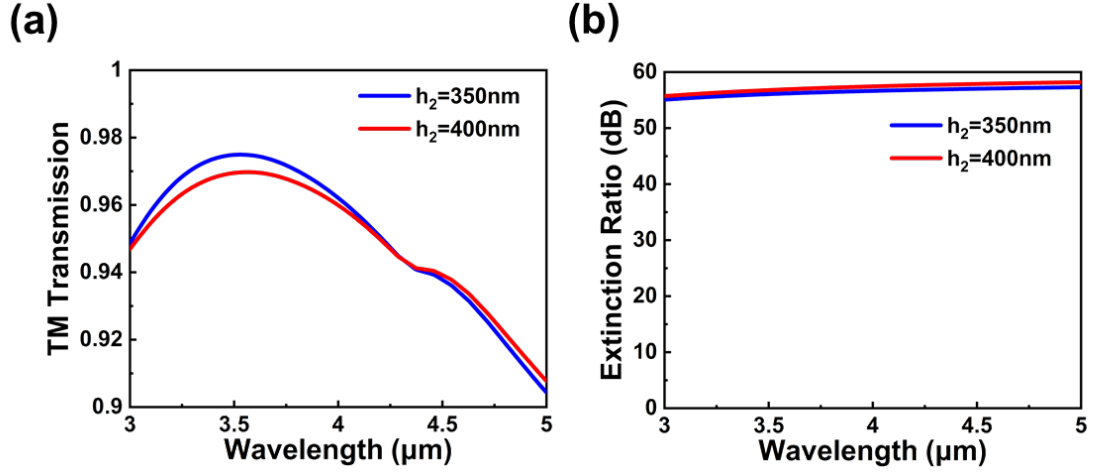 (a)
1
0.98
0.96
0.94
0.92
0.9
TM Transmission
h₂=350nm
h₂=400nm
3
3.5
4
4.5
5
Wavelength (μm)
(b)
60
50
40
30
20
10
0
Extinction Ratio (dB)
h₂=350nm
h₂=400nm
3
3.5
4
4.5
5
Wavelength (μm)